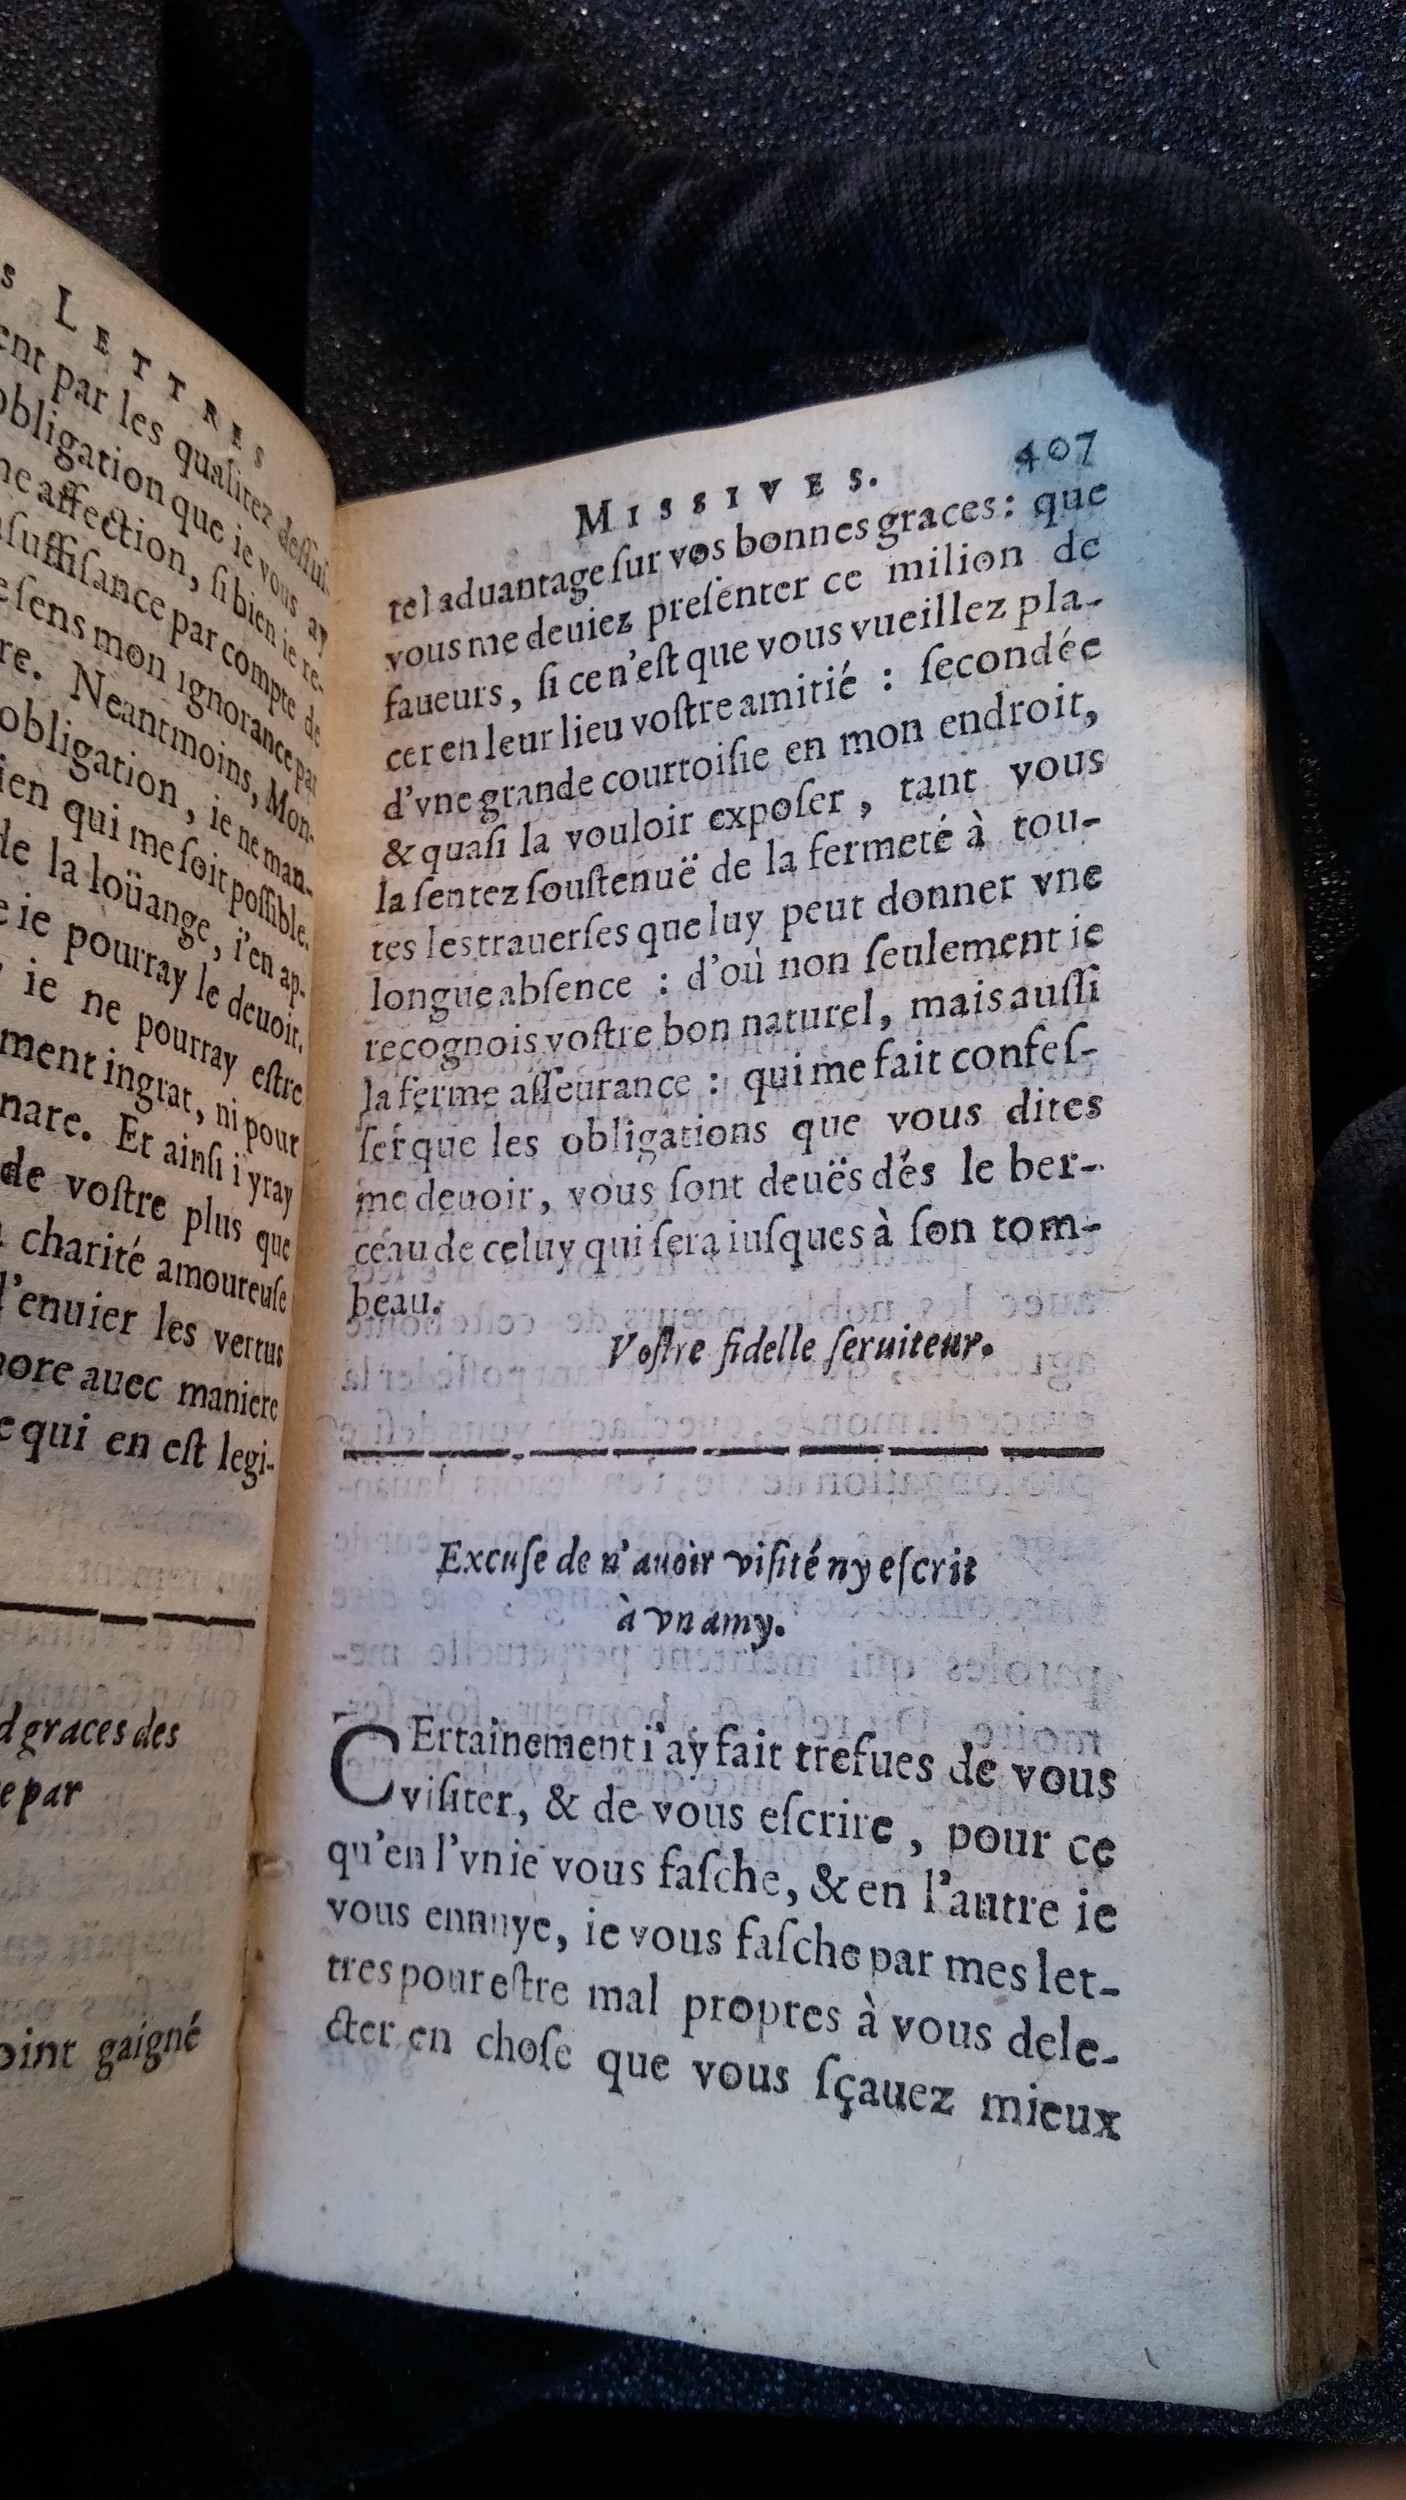 s LETTRES
ent par les qualitez dessus
obligation que ie vous ay
ne affection, si bien ie re-
suffisance par compte de
esens mon ignorance par
re. Neantmoins, Mon-
obligation, ie ne man-
ien qui me soit possible.
de la loüange, i'en ap-
e ie pourray le deuoir.
ie ne pourray estre
ment ingrat, ni pour
nare. Et ainsi i'yray
de vostre plus que
charité amoureuse
l'enuier les vertus
nore auec maniere
e qui en est legi-
d graces des
e par
oint gaigné
MISSIVES. 407
tel aduantage ſur vos bonnes graces: que
vous me deuiez preſenter ce milion de
faueurs, ſi ce n'eſt que vous vueillez pla-
cer en leur lieu voſtre amitié : ſecondée
d'vne grande courtoiſie en mon endroit,
& quaſi la vouloir expoſer, tant vous
la ſentez ſouſtenuë de la fermeté à tou-
tes les trauerſes que luy peut donner vne
longue abſence : d'où non ſeulement ie
recognois voſtre bon naturel, mais auſſi
la ferme aſſeurance : qui me fait confeſ-
ſer que les obligations que vous dites
me deuoir, vous ſont deuës dés le ber-
ceau de celuy qui ſera iuſques à ſon tom-
beau.
Voſtre fidelle ſeruiteur.
Excuſe de n'auoir viſité ny eſcrit
à vn amy.
CErtainement i'ay fait trefues de vous
viſiter, & de vous eſcrire, pour ce
qu'en l'vn ie vous faſche, & en l'autre ie
vous ennuye, ie vous faſche par mes let-
tres pour eſtre mal propres à vous dele-
cter en choſe que vous ſçauez mieux